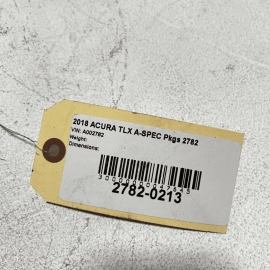 2018 ACURA TLX A-SPEC Pkgs 2782
VIN: A002782
Weight:
Dimensions:
2782-0213